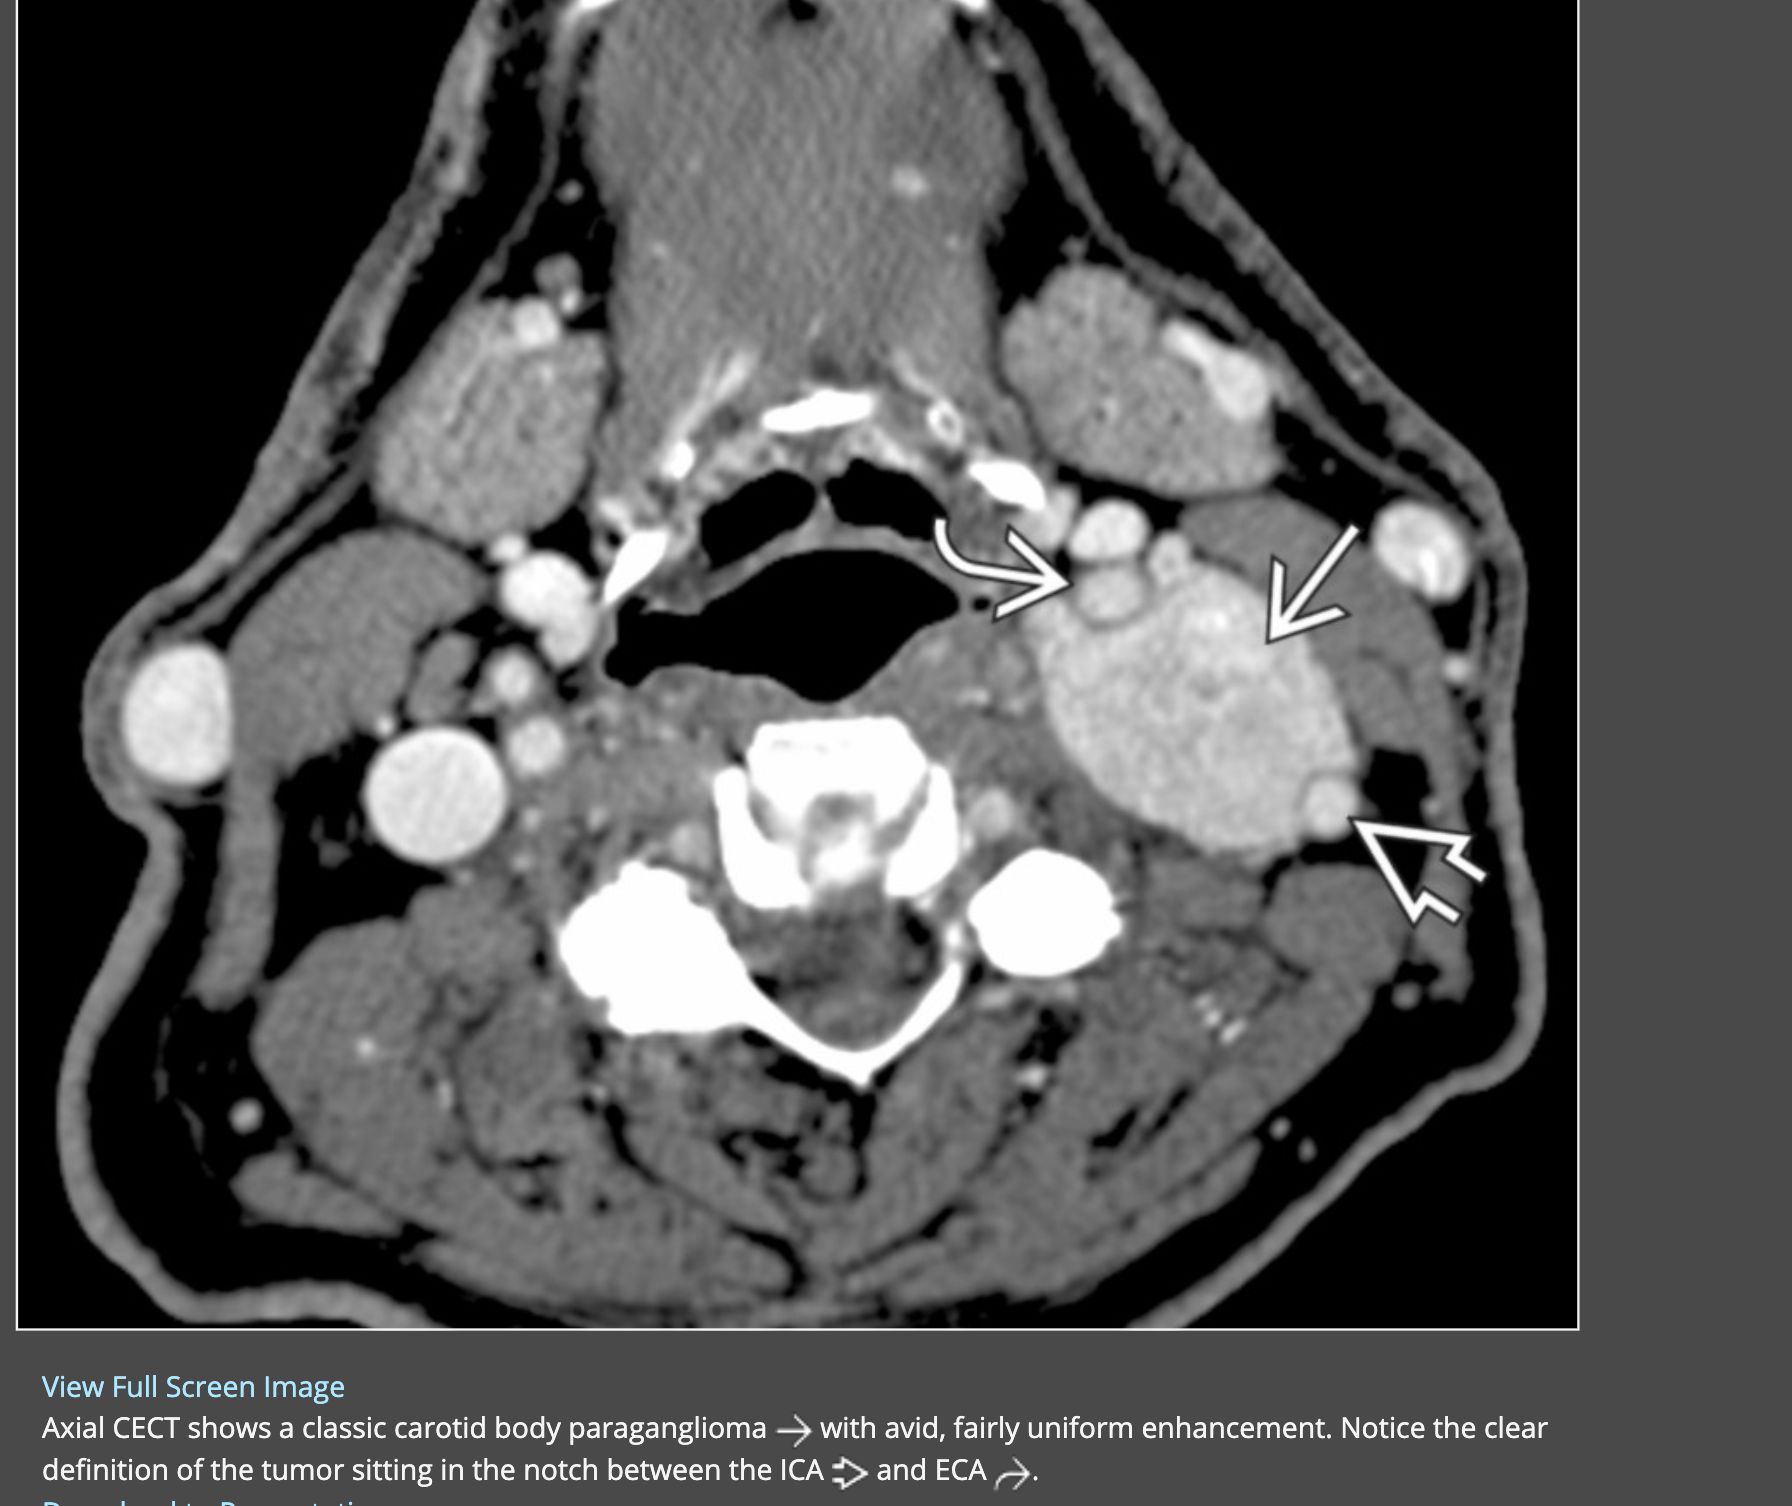 View Full Screen Image
Axial CECT shows a classic carotid body paraganglioma → with avid, fairly uniform enhancement. Notice the clear
definition of the tumor sitting in the notch between the ICA ⮊ and ECA ↷.